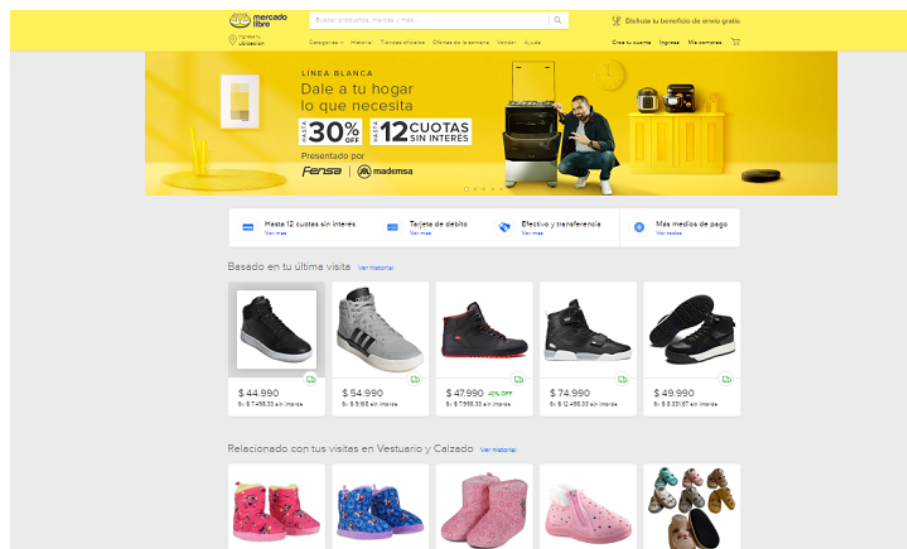 mercado
libre
Buscar productos, marcas y más...
Disfruta tu beneficio de envío gratis
Ingresa tu
ubicación
Categorías Historial Tiendas oficiales Ofertas de la semana Vender Ayuda
Crea tu cuenta Ingresa Mis compras
LÍNEA BLANCA
Dale a tu hogar
lo que necesita
HASTA 30% OFF HASTA 12 CUOTAS SIN INTERÉS
Presentado por
Fensa mademsa
Hasta 12 cuotas sin interés
Ver más
Tarjeta de débito
Ver más
Efectivo y transferencia
Ver más
Más medios de pago
Ver todos
Basado en tu última visita Ver historial
$ 44.990
$ 54.990
$ 47.990
$ 74.990
$ 49.990
Relacionado con tus visitas en Vestuario y Calzado Ver historial